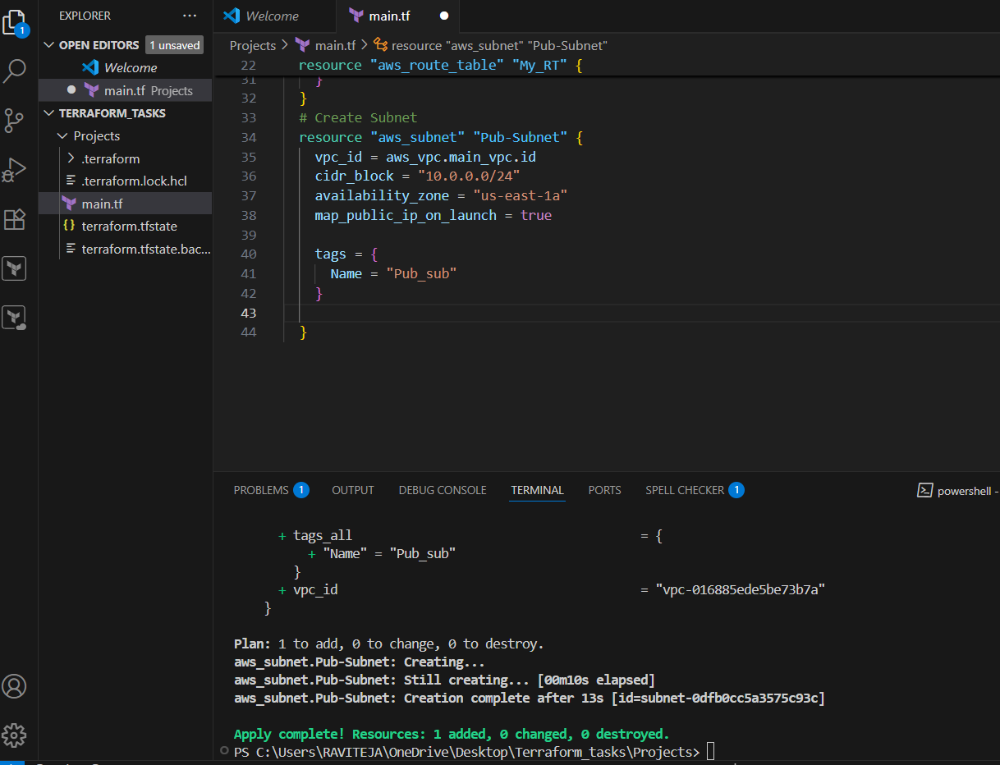 EXPLORER
OPEN EDITORS 1 unsaved
Welcome
main.tf Projects
TERRAFORM_TASKS
Projects
.terraform
.terraform.lock.hcl
main.tf
terraform.tfstate
terraform.tfstate.bac...
1
Welcome
main.tf
Projects > main.tf > resource "aws_subnet" "Pub-Subnet"
22 resource "aws_route_table" "My_RT" {
31 }
32 }
33 # Create Subnet
34 resource "aws_subnet" "Pub-Subnet" {
35 vpc_id = aws_vpc.main_vpc.id
36 cidr_block = "10.0.0.0/24"
37 availability_zone = "us-east-1a"
38 map_public_ip_on_launch = true
39
40 tags = {
41 Name = "Pub_sub"
42 }
43
44 }
PROBLEMS 1 OUTPUT DEBUG CONSOLE TERMINAL PORTS SPELL CHECKER 1 powershell -
+ tags_all = {
+ "Name" = "Pub_sub"
}
+ vpc_id = "vpc-016885ede5be73b7a"
}
Plan: 1 to add, 0 to change, 0 to destroy.
aws_subnet.Pub-Subnet: Creating...
aws_subnet.Pub-Subnet: Still creating... [00m10s elapsed]
aws_subnet.Pub-Subnet: Creation complete after 13s [id=subnet-0dfb0cc5a3575c93c]
Apply complete! Resources: 1 added, 0 changed, 0 destroyed.
PS C:\Users\RAVITEJA\OneDrive\Desktop\Terraform_tasks\Projects>